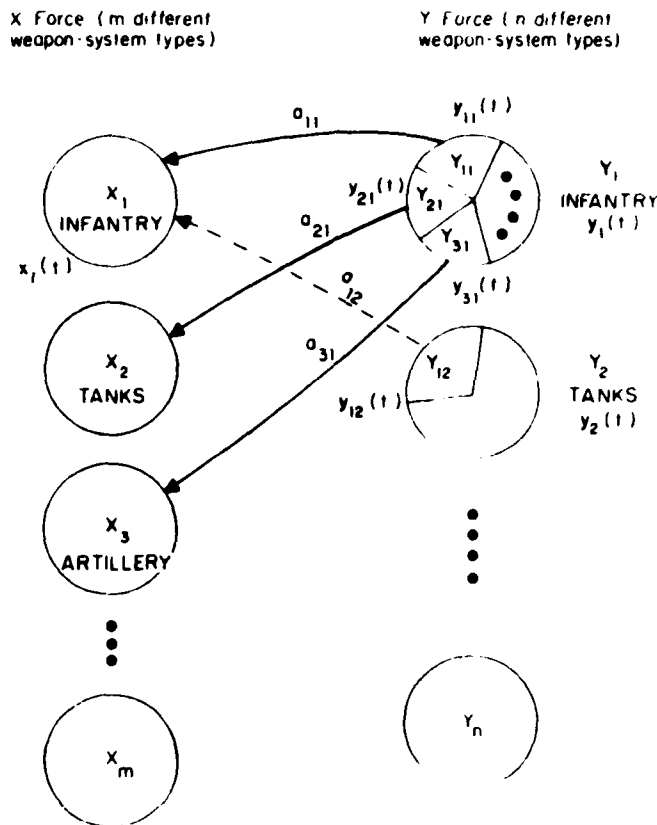 X Force (m different
weapon-system types)
Y Force (n different
weapon-system types)
a11
y11(t)
X1
INFANTRY
x1(t)
Y11
y21(t)
Y21
Y31
y31(t)
Y1
INFANTRY
y1(t)
a21
a12
a31
X2
TANKS
Y12
y12(t)
Y2
TANKS
y2(t)
X3
ARTILLERY
Xm
Yn